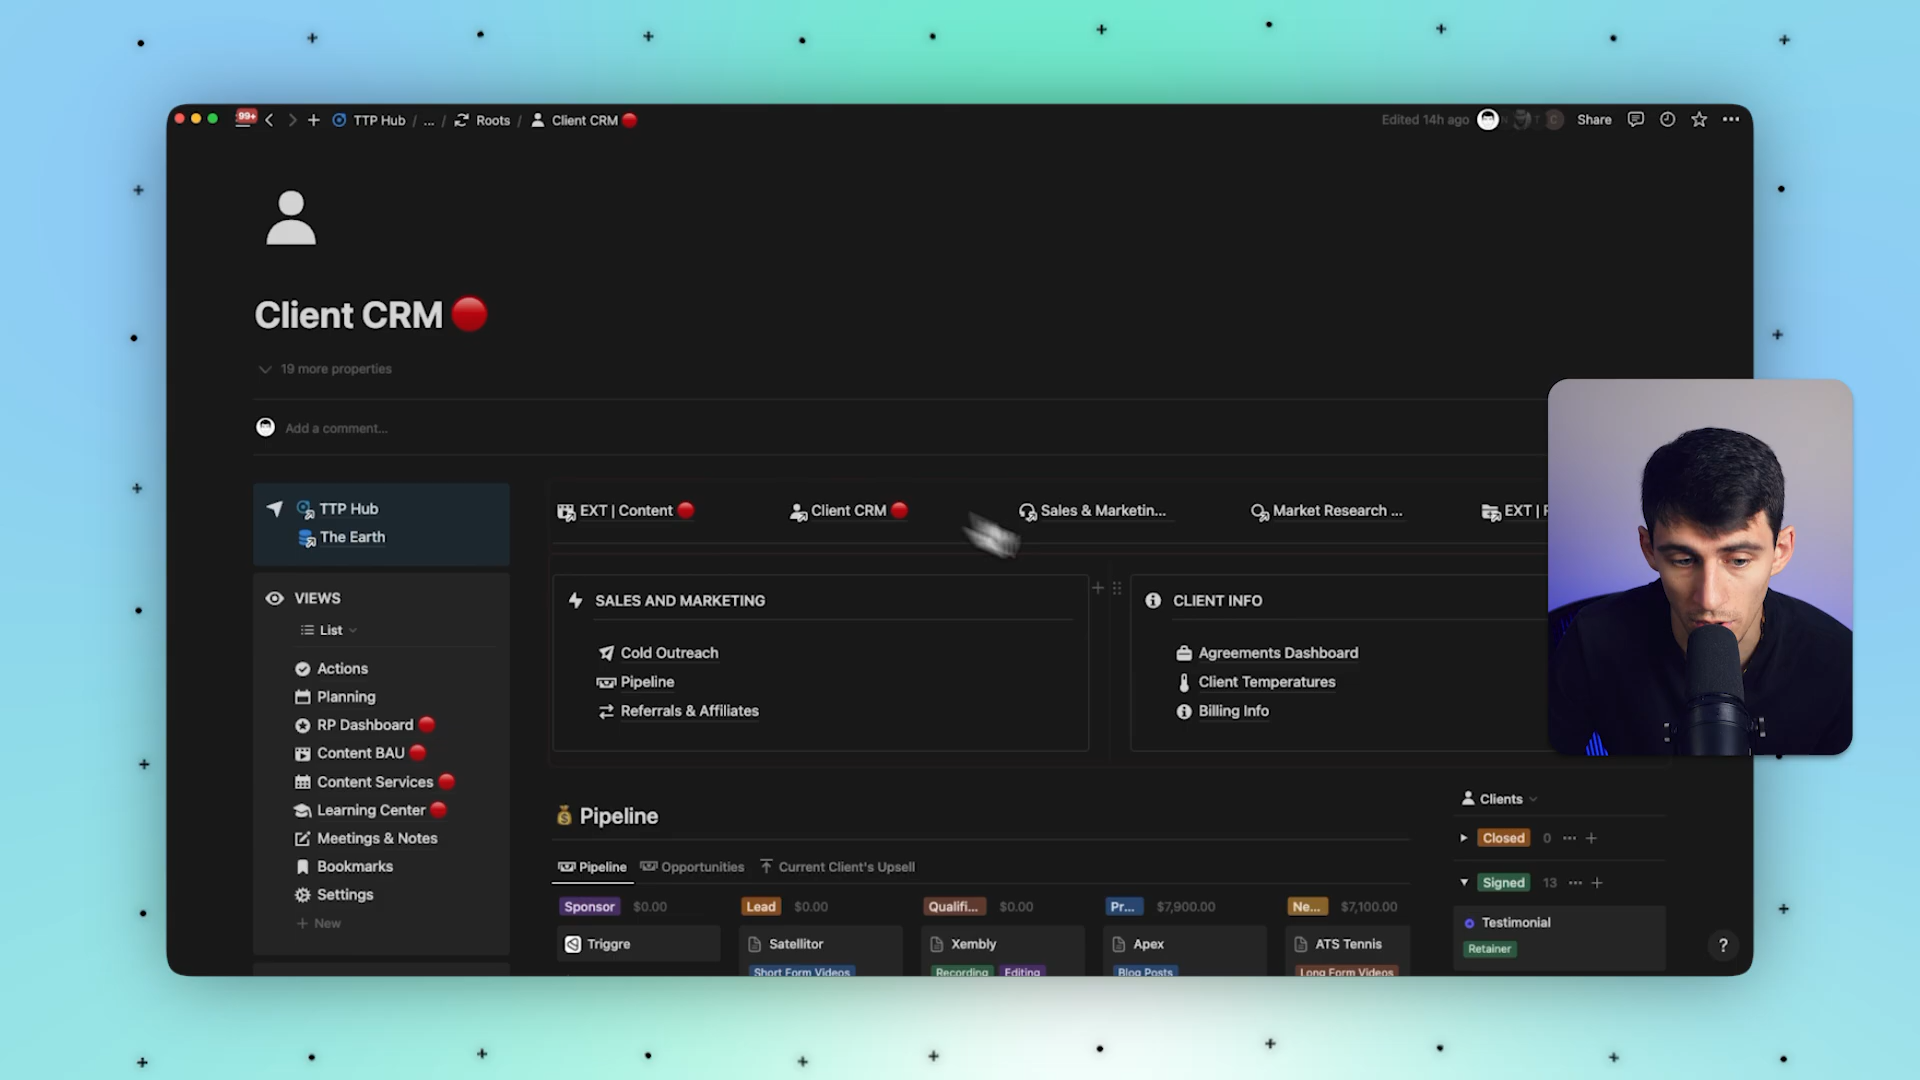 99+
TTP Hub / ... / Roots / Client CRM
Edited 14h ago
Share
Client CRM
19 more properties
Add a comment...
TTP Hub
The Earth
VIEWS
List
Actions
Planning
RP Dashboard
Content BAU
Content Services
Learning Center
Meetings & Notes
Bookmarks
Settings
New
EXT | Content
Client CRM
Sales & Marketin...
Market Research ...
EXT |
SALES AND MARKETING
Cold Outreach
Pipeline
Referrals & Affiliates
CLIENT INFO
Agreements Dashboard
Client Temperatures
Billing Info
Pipeline
Pipeline
Opportunities
Current Client's Upsell
Sponsor $0.00
Lead $0.00
Qualifi... $0.00
Pr... $7,900.00
Ne... $7,100.00
Triggre
Satellitor
Xembly
Apex
ATS Tennis
Short Form Videos
Recording Editing
Blog Posts
Long Form Videos
Clients
Closed 0
Signed 13
Testimonial
Retainer
?